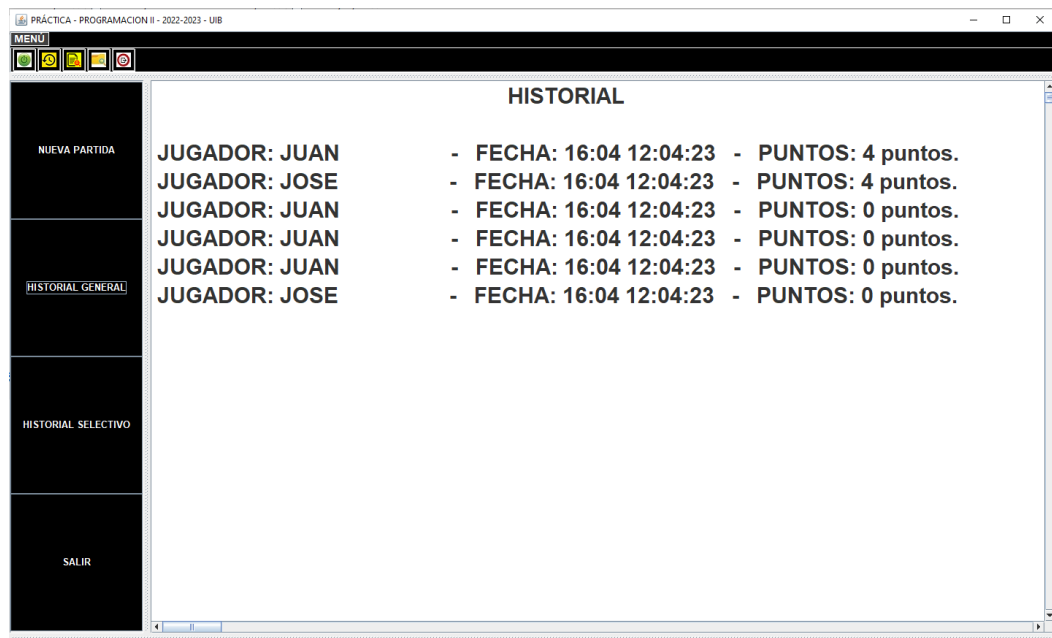 PRÁCTICA - PROGRAMACION II - 2022-2023 - UIB
MENÚ
NUEVA PARTIDA
HISTORIAL GENERAL
HISTORIAL SELECTIVO
SALIR
HISTORIAL
JUGADOR: JUAN - FECHA: 16:04 12:04:23 - PUNTOS: 4 puntos.
JUGADOR: JOSE - FECHA: 16:04 12:04:23 - PUNTOS: 4 puntos.
JUGADOR: JUAN - FECHA: 16:04 12:04:23 - PUNTOS: 0 puntos.
JUGADOR: JUAN - FECHA: 16:04 12:04:23 - PUNTOS: 0 puntos.
JUGADOR: JUAN - FECHA: 16:04 12:04:23 - PUNTOS: 0 puntos.
JUGADOR: JOSE - FECHA: 16:04 12:04:23 - PUNTOS: 0 puntos.